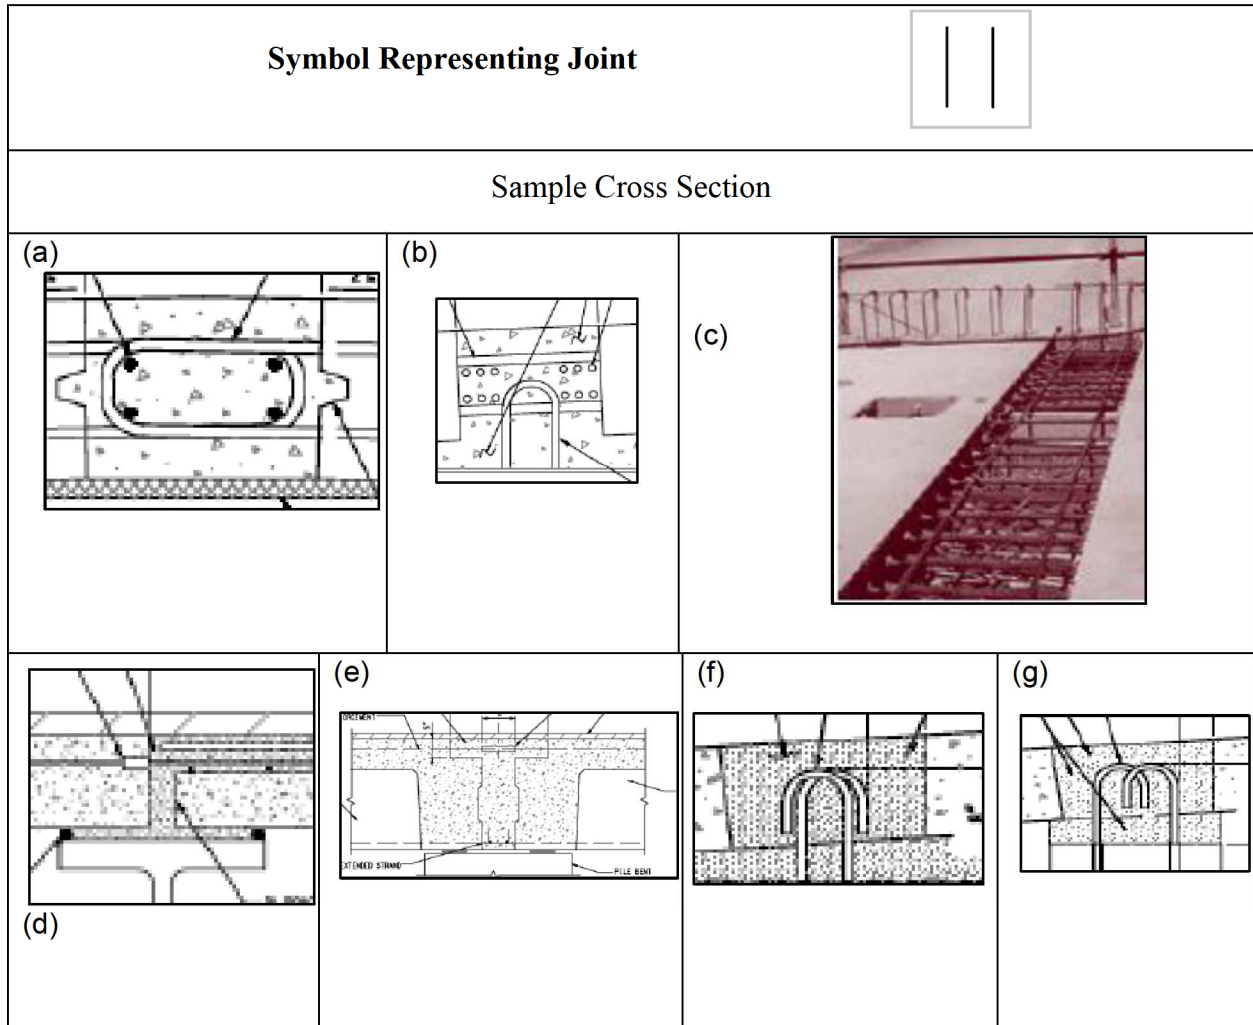 Symbol Representing Joint
Sample Cross Section
(a)
(b)
(c)
(d)
(e)
EXTENDED STRAND
PILE BENT
(f)
(g)